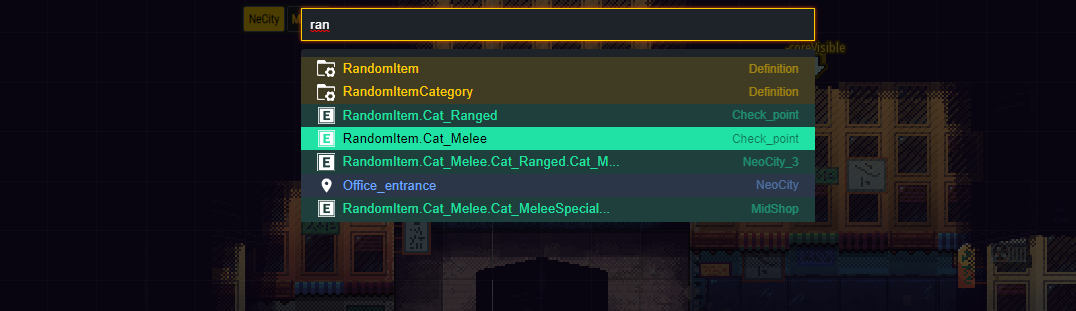 NeCity
ran
-coreVisible
RandomItem Definition
RandomItemCategory Definition
RandomItem.Cat_Ranged Check_point
RandomItem.Cat_Melee Check_point
RandomItem.Cat_Melee.Cat_Ranged.Cat_M... NeoCity_3
Office_entrance NeoCity
RandomItem.Cat_Melee.Cat_MeleeSpecial... MidShop